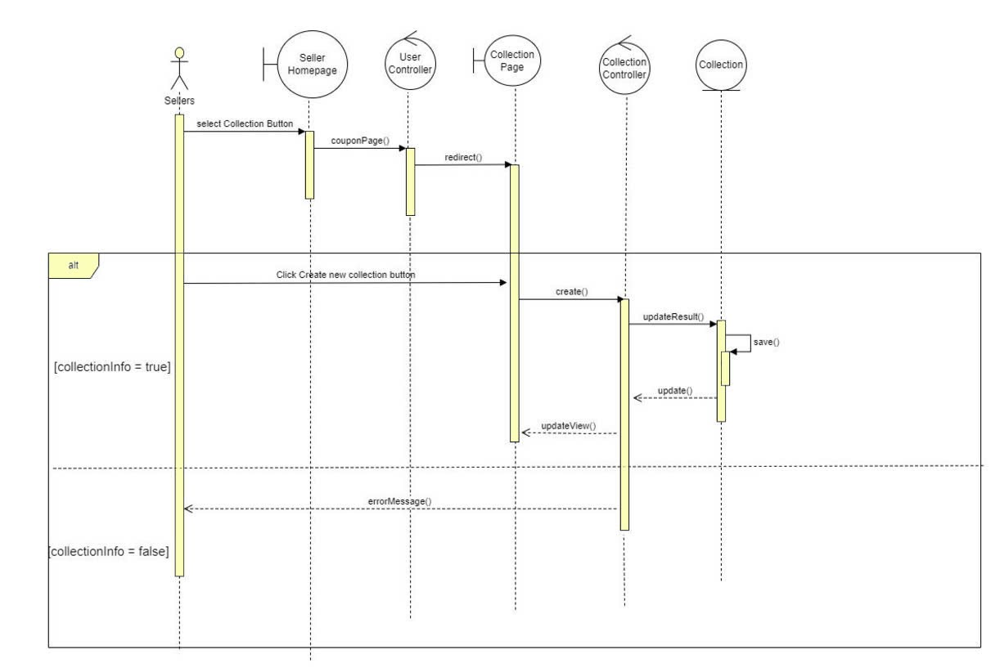 Seller
Homepage
User
Controller
Collection
Page
Collection
Controller
Collection
Sellers
select Collection Button
couponPage()
redirect()
alt
Click Create new collection button
create()
updateResult()
save()
[collectionInfo = true]
update()
updateView()
errorMessage()
[collectionInfo = false]